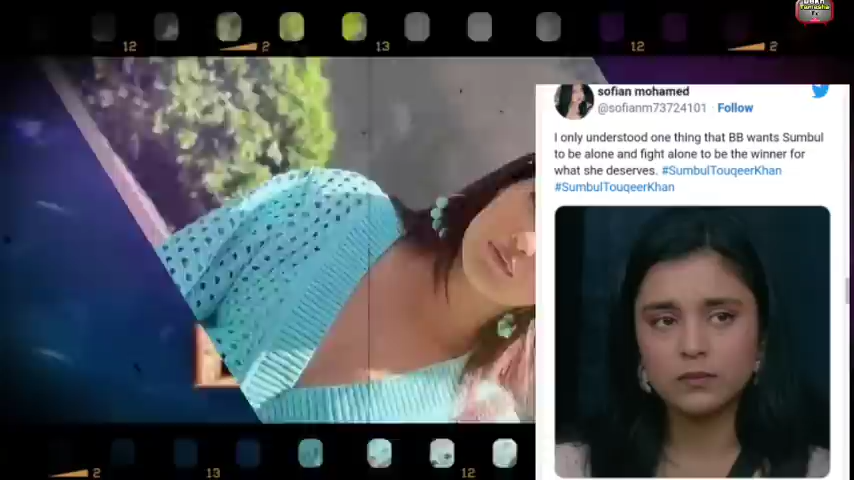 Tamasha
12
2
13
12
2
sofian mohamed
@sofianm73724101 · Follow
I only understood one thing that BB wants Sumbul
to be alone and fight alone to be the winner for
what she deserves. #SumbulTouqeerKhan
#SumbulTouqeerKhan
2
13
12